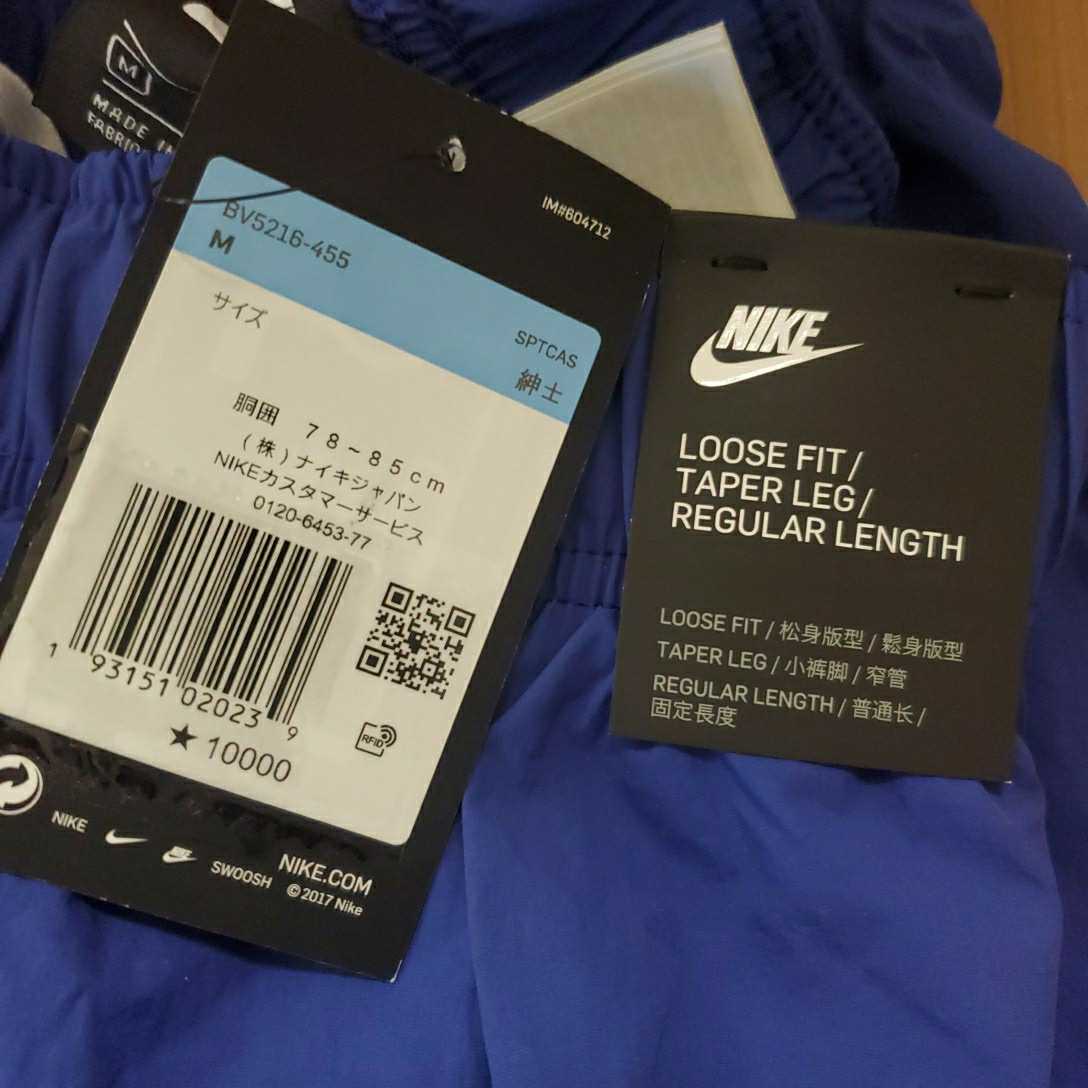 M
MADE IN
BV5216-455
M
サイズ
SPTCAS
紳士
胴囲 78~85cm
(株)ナイキジャパン
NIKEカスタマーサービス
0120-6453-77
1 93151 02023 9
★10000
RFID
NIKE
SWOOSH
NIKE.COM
©2017 Nike
IM#604712
NIKE
LOOSE FIT/
TAPER LEG/
REGULAR LENGTH
LOOSE FIT / 松身版型 / 鬆身版型
TAPER LEG / 小裤脚 / 窄管
REGULAR LENGTH / 普通长 /
固定長度